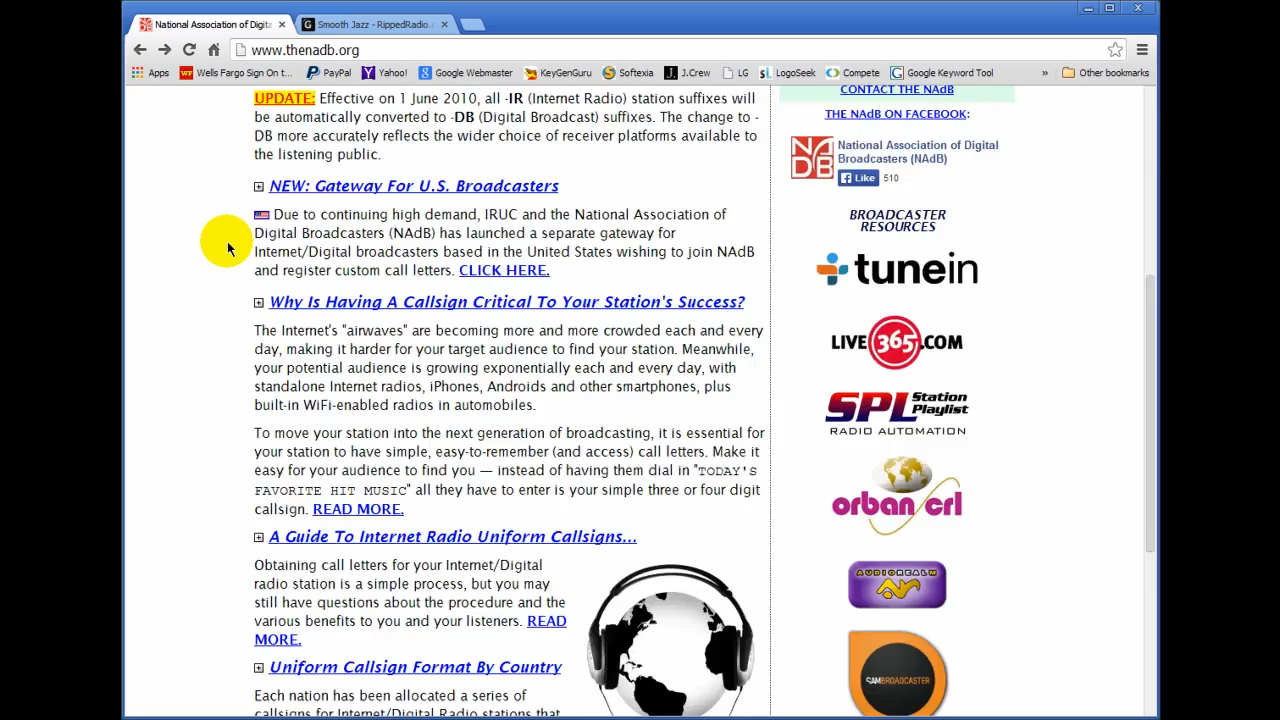 National Association of Digita
Smooth Jazz - RippedRadio.
www.thenadb.org
Apps
Wells Fargo Sign On t...
PayPal
Yahoo!
Google Webmaster
KeyGenGuru
Softexia
J.Crew
LG
LogoSeek
Compete
Google Keyword Tool
»
Other bookmarks
UPDATE: Effective on 1 June 2010, all -IR (Internet Radio) station suffixes will
be automatically converted to -DB (Digital Broadcast) suffixes. The change to -
DB more accurately reflects the wider choice of receiver platforms available to
the listening public.
NEW: Gateway For U.S. Broadcasters
Due to continuing high demand, IRUC and the National Association of
Digital Broadcasters (NAdB) has launched a separate gateway for
Internet/Digital broadcasters based in the United States wishing to join NAdB
and register custom call letters. CLICK HERE.
Why Is Having A Callsign Critical To Your Station's Success?
The Internet's "airwaves" are becoming more and more crowded each and every
day, making it harder for your target audience to find your station. Meanwhile,
your potential audience is growing exponentially each and every day, with
standalone Internet radios, iPhones, Androids and other smartphones, plus
built-in WiFi-enabled radios in automobiles.
To move your station into the next generation of broadcasting, it is essential for
your station to have simple, easy-to-remember (and access) call letters. Make it
easy for your audience to find you — instead of having them dial in "TODAY'S
FAVORITE HIT MUSIC" all they have to enter is your simple three or four digit
callsign. READ MORE.
A Guide To Internet Radio Uniform Callsigns...
Obtaining call letters for your Internet/Digital
radio station is a simple process, but you may
still have questions about the procedure and the
various benefits to you and your listeners. READ
MORE.
Uniform Callsign Format By Country
Each nation has been allocated a series of
callsigns for Internet/Digital Radio stations that
CONTACT THE NAdB
THE NAdB ON FACEBOOK:
NA
DB
National Association of Digital
Broadcasters (NAdB)
Like 510
BROADCASTER
RESOURCES
tunein
LIVE365.COM
SPL Station
Playlist
RADIO AUTOMATION
orban crl
AUDIOREALM
SAMBROADCASTER